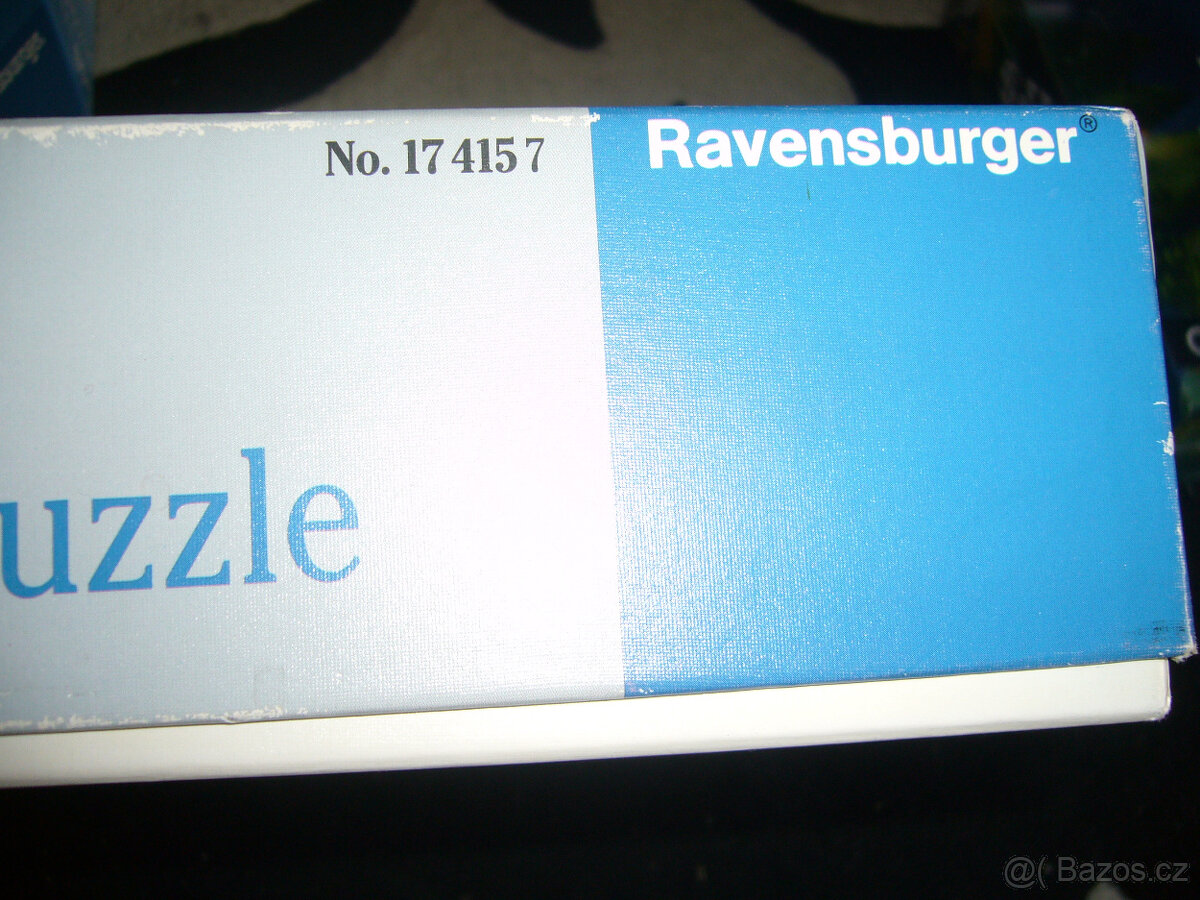 No. 17 415 7
Ravensburger®
uzzle
@( Bazos.cz